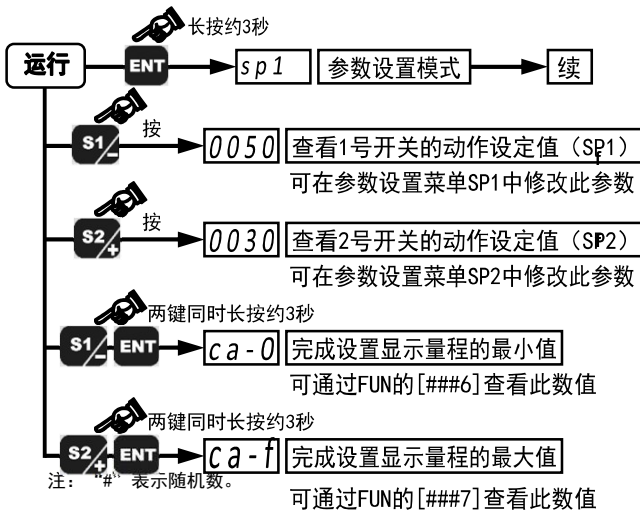 长按约3秒
运行 ENT sp1 参数设置模式 续
S1- 按 0050 查看1号开关的动作设定值（SP1）
可在参数设置菜单SP1中修改此参数
S2+ 按 0030 查看2号开关的动作设定值（SP2）
可在参数设置菜单SP2中修改此参数
两键同时长按约3秒
S1- ENT ca-0 完成设置显示量程的最小值
可通过FUN的[###6]查看此数值
两键同时长按约3秒
S2+ ENT ca-f 完成设置显示量程的最大值
注：“#”表示随机数。
可通过FUN的[###7]查看此数值